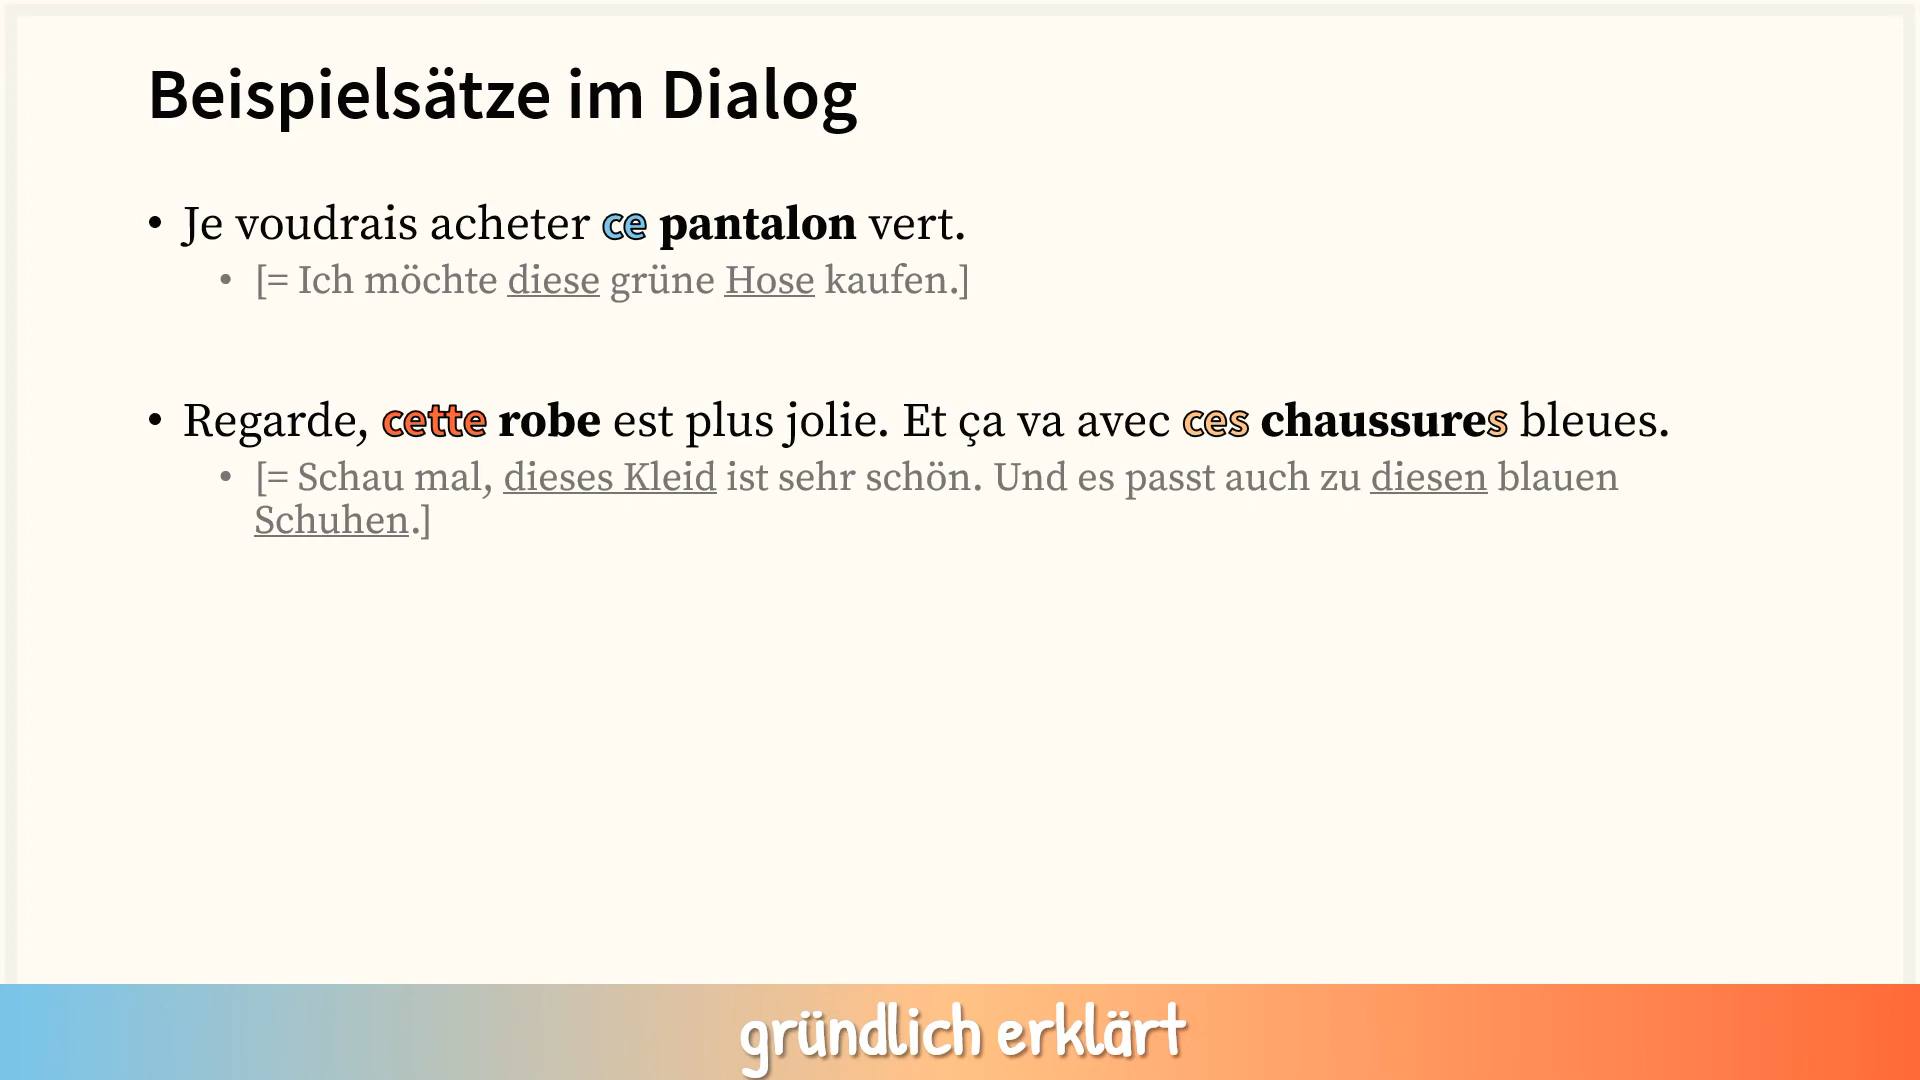 Beispielsätze im Dialog
• Je voudrais acheter ce pantalon vert.
• [= Ich möchte diese grüne Hose kaufen.]
• Regarde, cette robe est plus jolie. Et ça va avec ces chaussures bleues.
• [= Schau mal, dieses Kleid ist sehr schön. Und es passt auch zu diesen blauen
Schuhen.]
gründlich erklärt